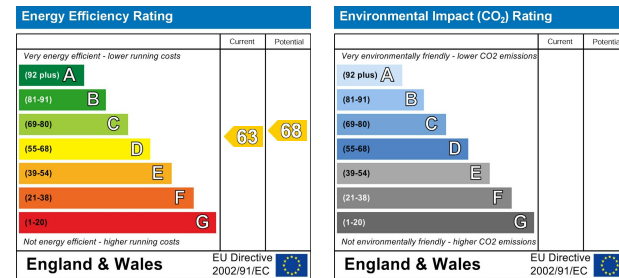 Energy Efficiency Rating
Current Potential
Very energy efficient - lower running costs
(92 plus) A
(81-91) B
(69-80) C
(55-68) D
(39-54) E
(21-38) F
(1-20) G
63 68
Not energy efficient - higher running costs
England & Wales
EU Directive
2002/91/EC
Environmental Impact (CO₂) Rating
Current Potentia
Very environmentally friendly - lower CO2 emissions
(92 plus) A
(81-91) B
(69-80) C
(55-68) D
(39-54) E
(21-38) F
(1-20) G
Not environmentally friendly - higher CO2 emissions
England & Wales
EU Directive
2002/91/EC